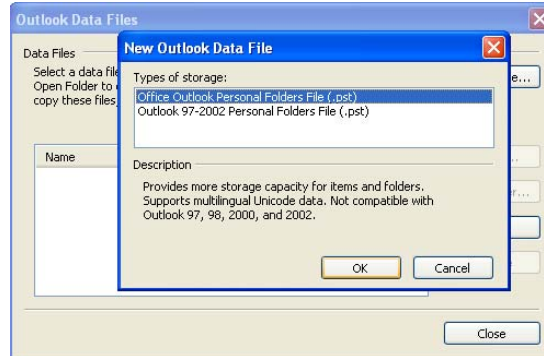 Outlook Data Files
New Outlook Data File
Data Files
Select a data file
Open Folder to
copy these files,
e...
Types of storage:
Office Outlook Personal Folders File (.pst)
Outlook 97-2002 Personal Folders File (.pst)
Name
Description
Provides more storage capacity for items and folders.
Supports multilingual Unicode data. Not compatible with
Outlook 97, 98, 2000, and 2002.
r...
OK
Cancel
Close